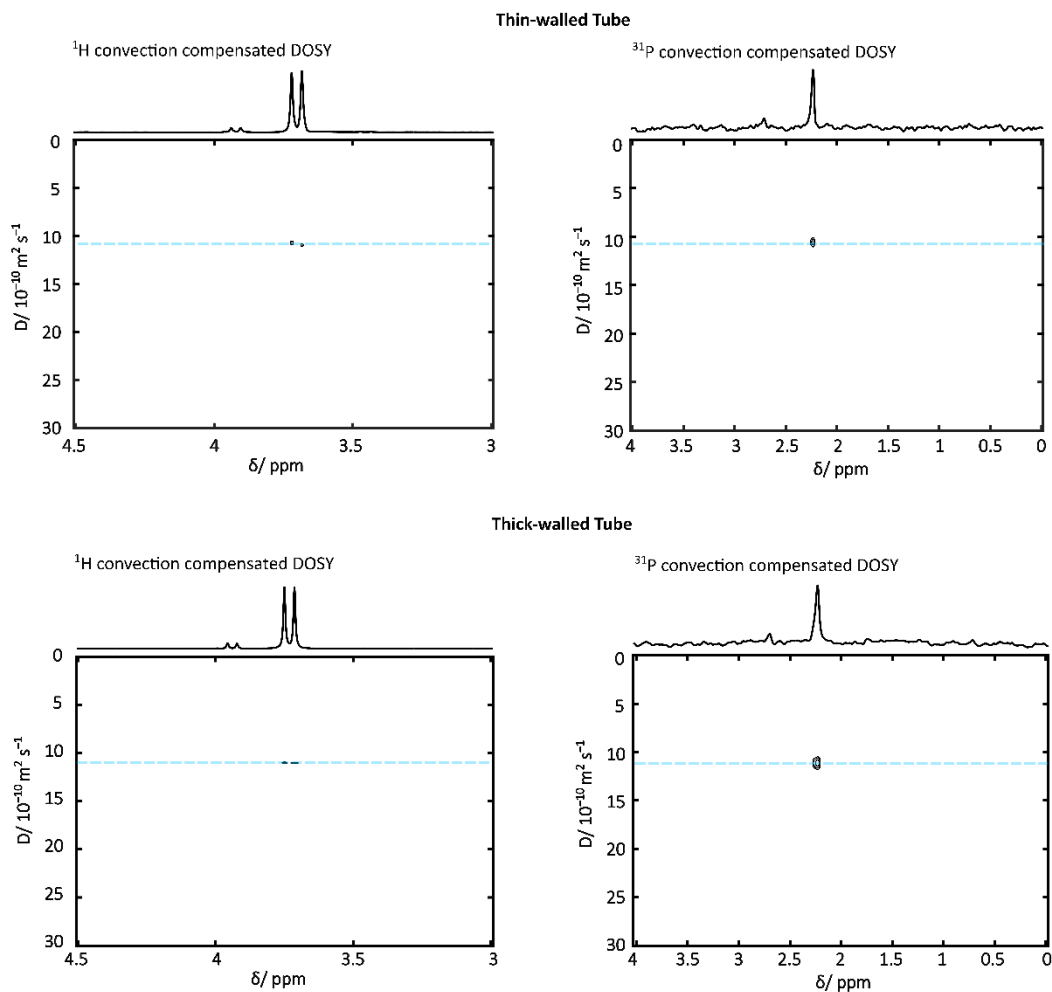 Thin-walled Tube
¹H convection compensated DOSY
³¹P convection compensated DOSY
0
5
10
15
20
25
30
D/ 10⁻¹⁰ m² s⁻¹
4.5 4 3.5 3
δ/ ppm
0
5
10
15
20
25
30
D/ 10⁻¹⁰ m² s⁻¹
4 3.5 3 2.5 2 1.5 1 0.5 0
δ/ ppm
Thick-walled Tube
¹H convection compensated DOSY
³¹P convection compensated DOSY
0
5
10
15
20
25
30
D/ 10⁻¹⁰ m² s⁻¹
4.5 4 3.5 3
δ/ ppm
0
5
10
15
20
25
30
D/ 10⁻¹⁰ m² s⁻¹
4 3.5 3 2.5 2 1.5 1 0.5 0
δ/ ppm